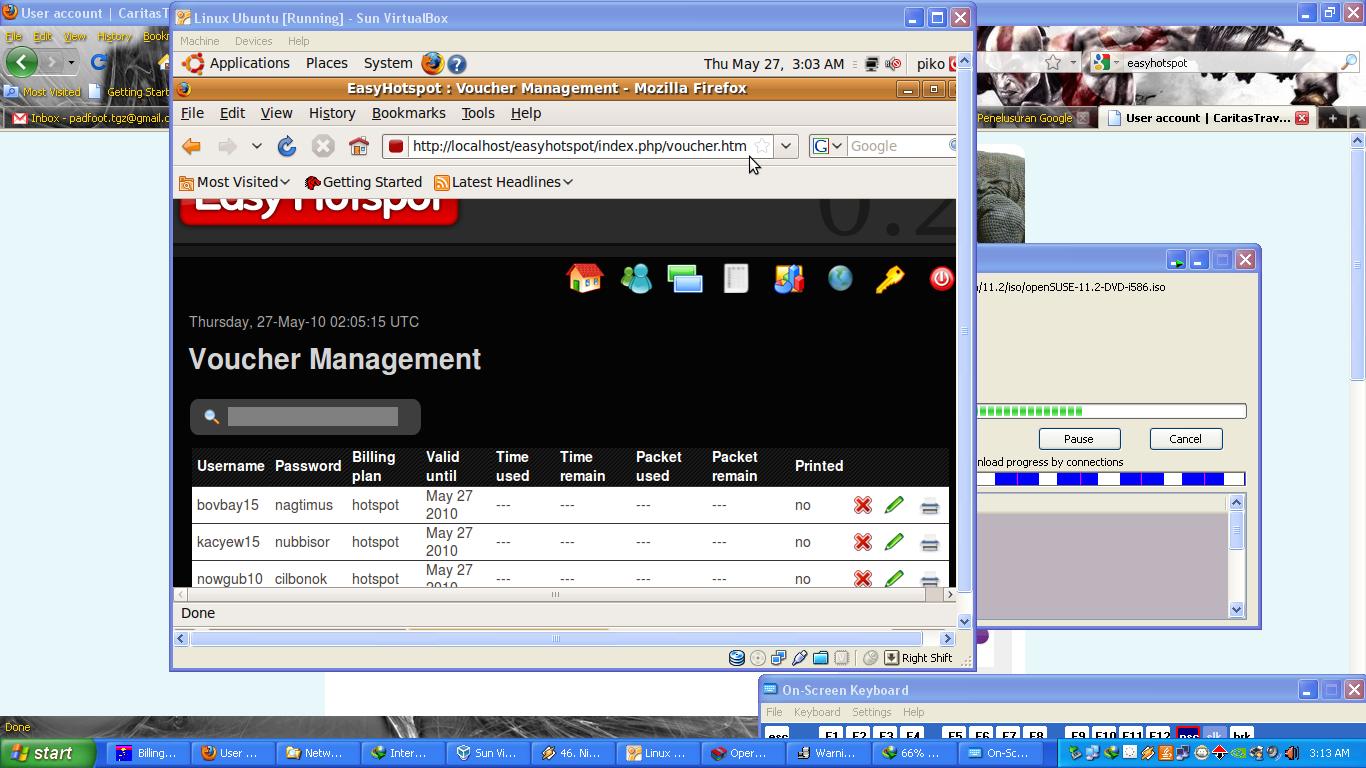 User account | CaritasT
File Edit View History Bookr
Most Visited Getting Start
Inbox - padfoot.tgz@gmail.c
Linux Ubuntu [Running] - Sun VirtualBox
Machine Devices Help
Applications Places System Thu May 27, 3:03 AM piko
EasyHotspot : Voucher Management - Mozilla Firefox
File Edit View History Bookmarks Tools Help
http://localhost/easyhotspot/index.php/voucher.htm Google
Most Visited Getting Started Latest Headlines
Easy Hotspot 0.2
Thursday, 27-May-10 02:05:15 UTC
Voucher Management
Username Password Billing plan Valid until Time used Time remain Packet used Packet remain Printed
bovbay15 nagtimus hotspot May 27 2010 --- --- --- --- no
kacyew15 nubbisor hotspot May 27 2010 --- --- --- --- no
nowgub10 cilbonok hotspot May 27 2010 --- --- --- --- no
Done
Right Shift
easyhotspot
Penelusuran Google User account | CaritasTrav...
/11.2/iso/openSUSE-11.2-DVD-i586.iso
Pause Cancel
nload progress by connections
On-Screen Keyboard
File Keyboard Settings Help
esc F1 F2 F3 F4 F5 F6 F7 F8 F9 F10 F11 F12 psc slk brk
Done
start Billing... User ... Netw... Inter... Sun Vi... 46. Ni... Linux ... Oper... Warni... 66% ... On-Sc... 3:13 AM